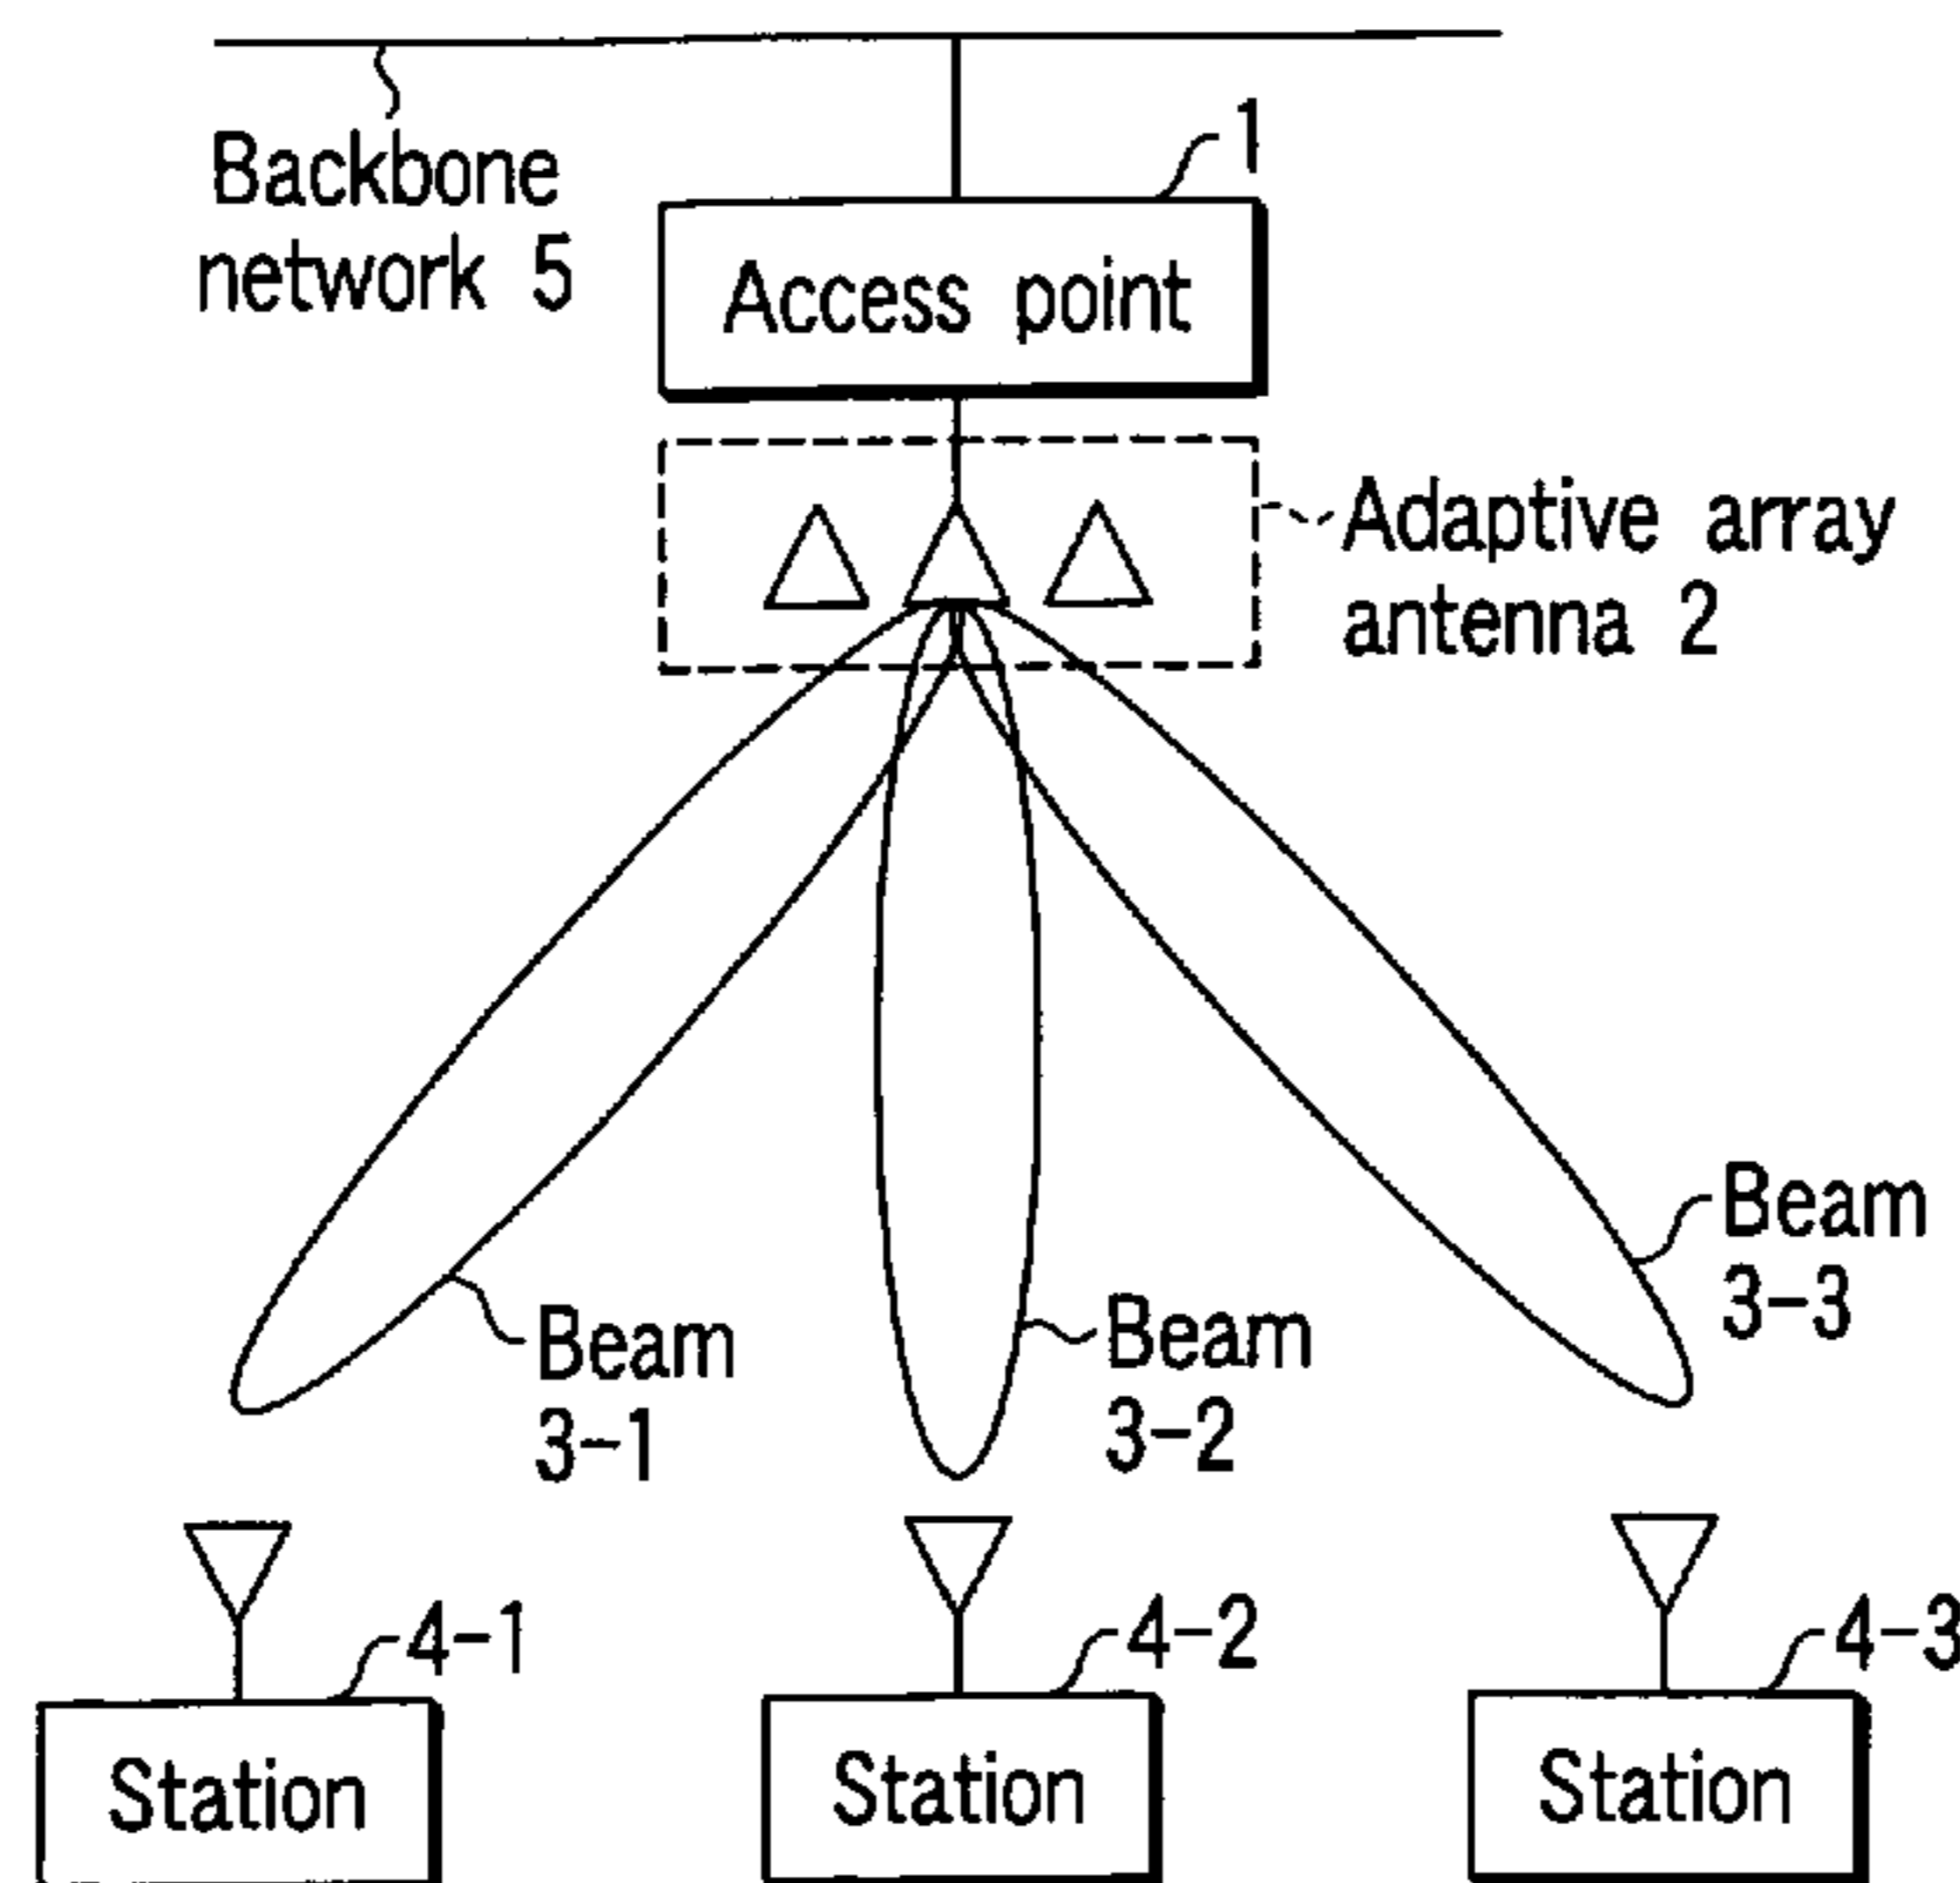 1
Backbone
network 5
Access point
Adaptive array
antenna 2
Beam
3-3
Beam
3-1
Beam
3-2
4-1
4-2
4-3
Station
Station
Station